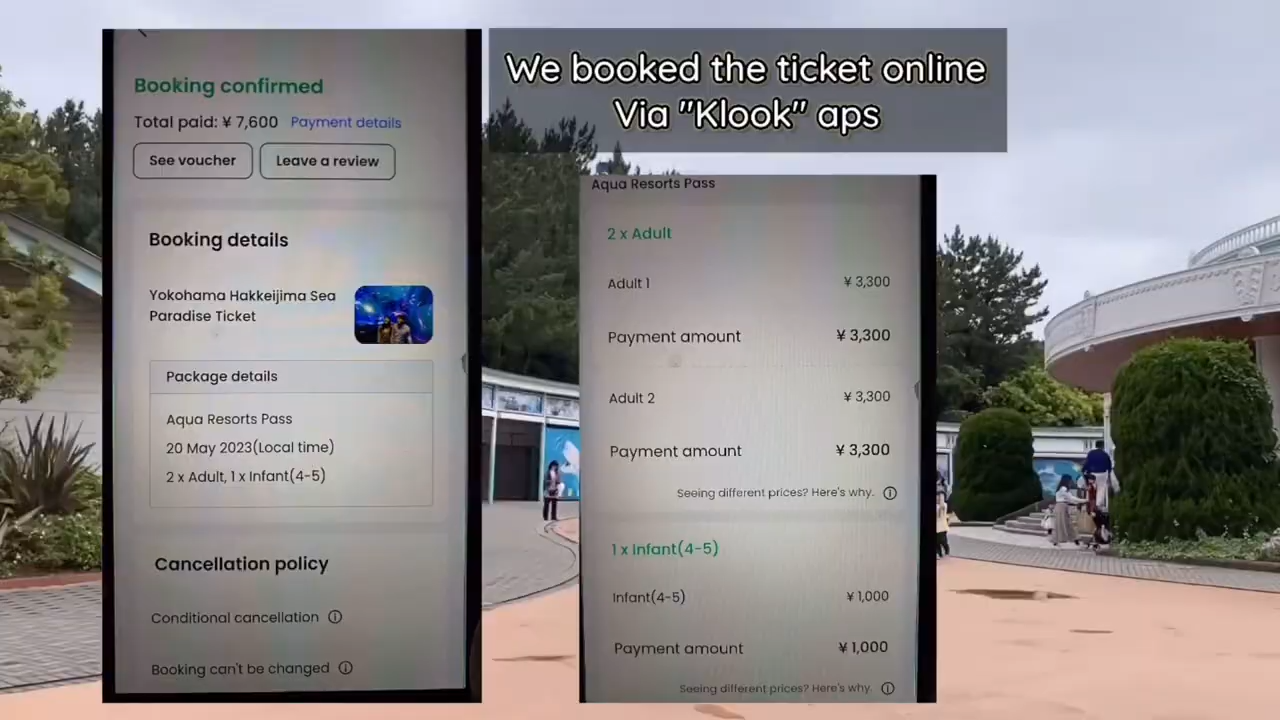 We booked the ticket online
Via "Klook" aps
Booking confirmed
Total paid: ¥ 7,600 Payment details
See voucher Leave a review
Booking details
Yokohama Hakkeijima Sea
Paradise Ticket
Package details
Aqua Resorts Pass
20 May 2023(Local time)
2 x Adult, 1 x Infant(4-5)
Cancellation policy
Conditional cancellation
Booking can't be changed
Aqua Resorts Pass
2 x Adult
Adult 1 ¥ 3,300
Payment amount ¥ 3,300
Adult 2 ¥ 3,300
Payment amount ¥ 3,300
Seeing different prices? Here's why.
1 x Infant(4-5)
Infant(4-5) ¥ 1,000
Payment amount ¥ 1,000
Seeing different prices? Here's why.